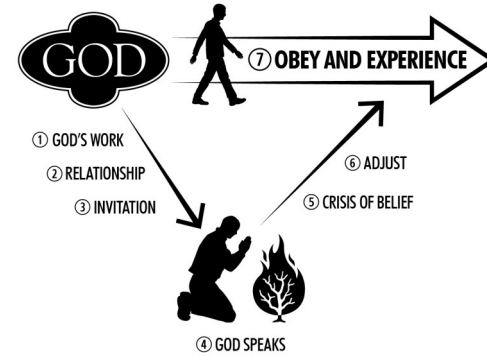 GOD
⑦ OBEY AND EXPERIENCE
① GOD'S WORK
② RELATIONSHIP
③ INVITATION
④ GOD SPEAKS
⑤ CRISIS OF BELIEF
⑥ ADJUST